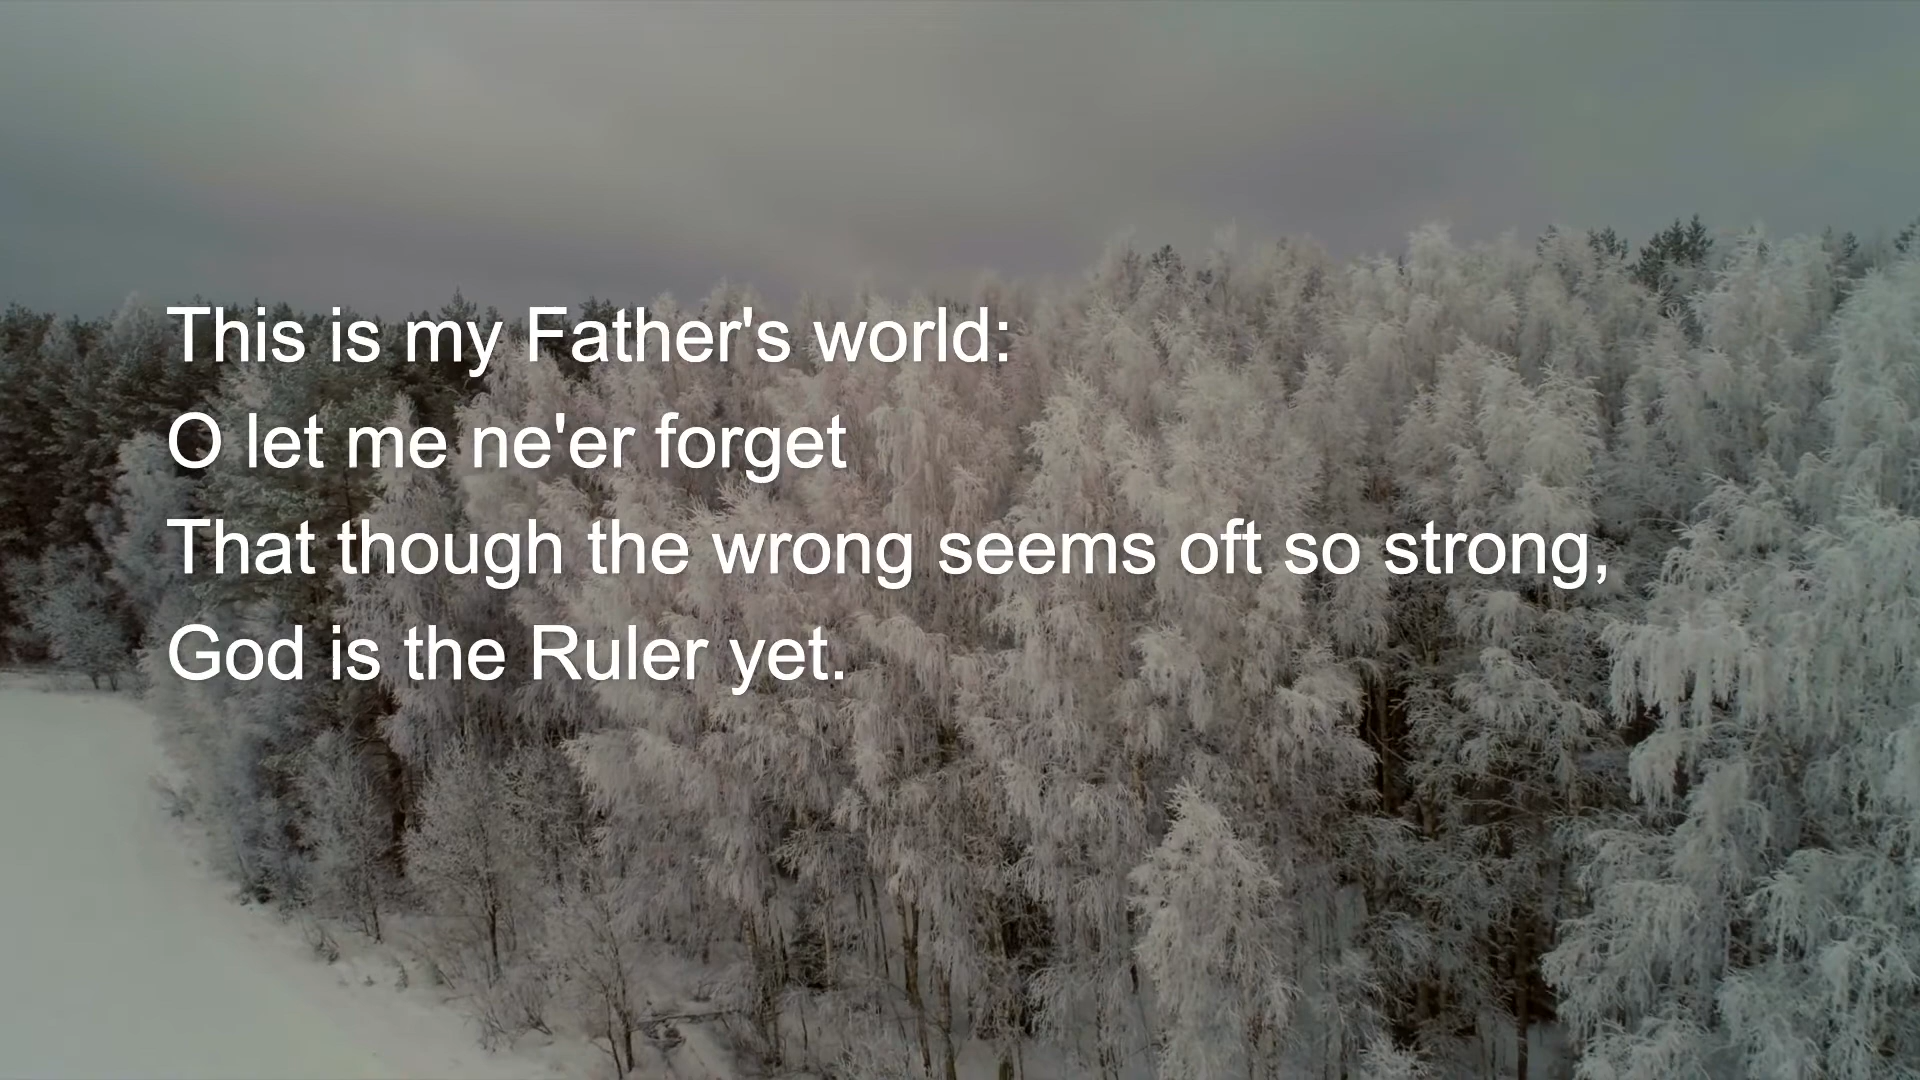 This is my Father's world:
O let me ne'er forget
That though the wrong seems oft so strong,
God is the Ruler yet.